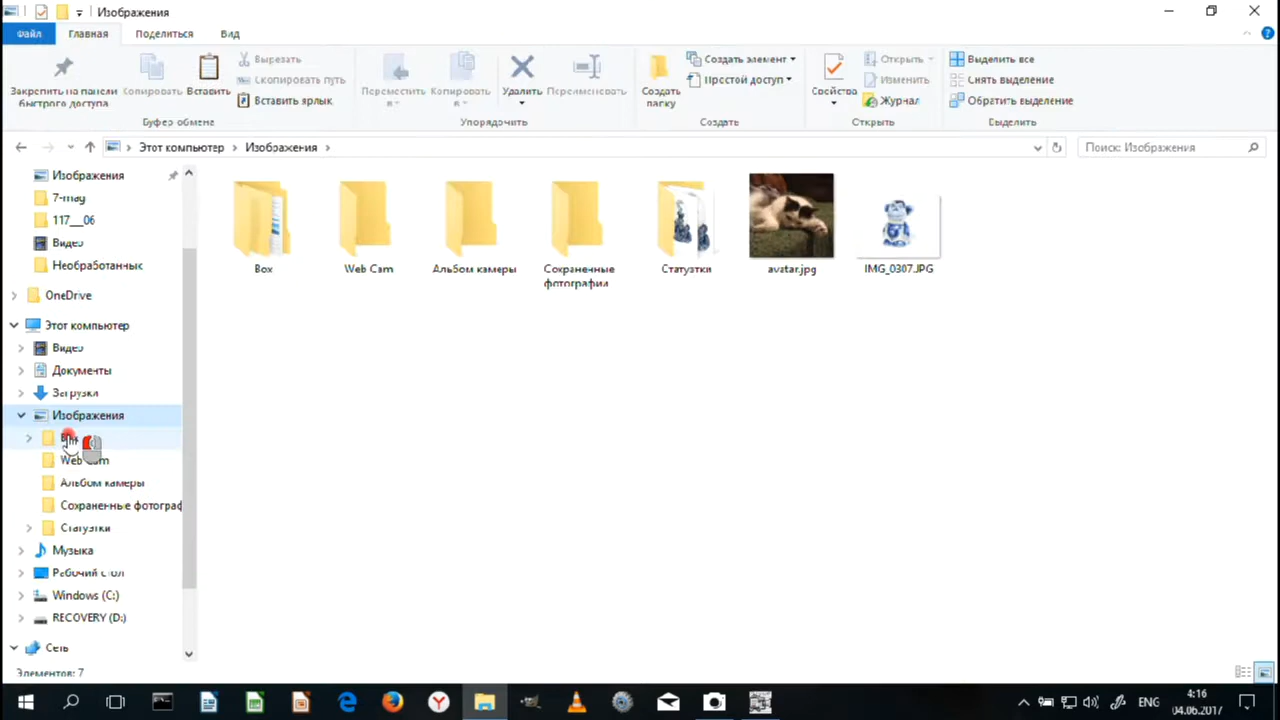 Изображения
Файл
Главная
Поделиться
Вид
Закрепить на панели
быстрого доступа
Копировать
Вставить
Вырезать
Скопировать путь
Вставить ярлык
Буфер обмена
Переместить
в
Копировать
в
Удалить
Переименовать
Упорядочить
Создать
папку
Создать элемент
Простой доступ
Создать
Свойства
Открыть
Изменить
Журнал
Открыть
Выделить все
Снять выделение
Обратить выделение
Выделить
Этот компьютер
Изображения
Поиск: Изображения
Изображения
7-mag
117__06
Видео
Необработанных
OneDrive
Этот компьютер
Видео
Документы
Загрузки
Изображения
Web Cam
Альбом камеры
Сохраненные фотограф
Статуэтки
Музыка
Рабочий стол
Windows (C:)
RECOVERY (D:)
Сеть
Box
Web Cam
Альбом камеры
Сохраненные
фотографии
Статуэтки
avatar.jpg
IMG_0307.JPG
Элементов: 7
ENG
4:16
04.06.2017